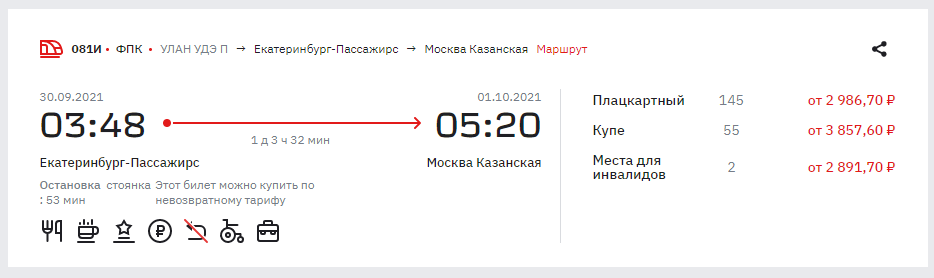 081И • ФПК • УЛАН УДЭ П → Екатеринбург-Пассажирс → Москва Казанская Маршрут
30.09.2021
01.10.2021
03:48
05:20
1 д 3 ч 32 мин
Екатеринбург-Пассажирс
Москва Казанская
Остановка стоянка
: 53 мин
Этот билет можно купить по
невозвратному тарифу
Плацкартный 145 от 2 986,70 ₽
Купе 55 от 3 857,60 ₽
Места для
инвалидов 2 от 2 891,70 ₽